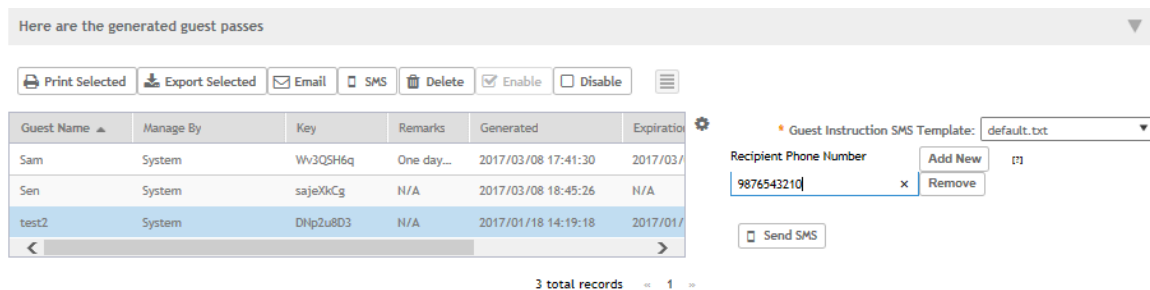 Here are the generated guest passes
Print Selected Export Selected Email SMS Delete Enable Disable
Guest Name Manage By Key Remarks Generated Expiration
Sam System Wv3QSH6q One day... 2017/03/08 17:41:30 2017/03/
Sen System sajeXkCg N/A 2017/03/08 18:45:26 N/A
test2 System DNp2u8D3 N/A 2017/01/18 14:19:18 2017/01/
3 total records « 1 »
* Guest Instruction SMS Template: default.txt
Recipient Phone Number Add New [?]
9876543210 x Remove
Send SMS